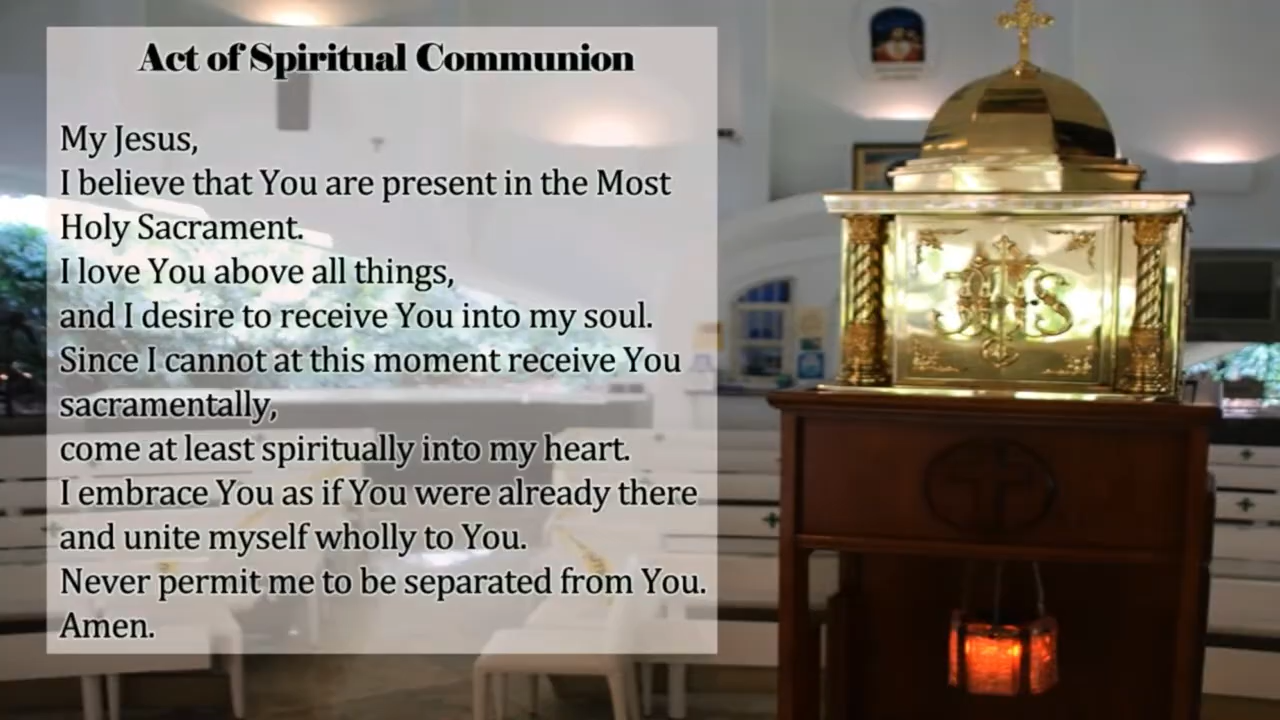 Act of Spiritual Communion
My Jesus,
I believe that You are present in the Most
Holy Sacrament.
I love You above all things,
and I desire to receive You into my soul.
Since I cannot at this moment receive You
sacramentally,
come at least spiritually into my heart.
I embrace You as if You were already there
and unite myself wholly to You.
Never permit me to be separated from You.
Amen.
JHS